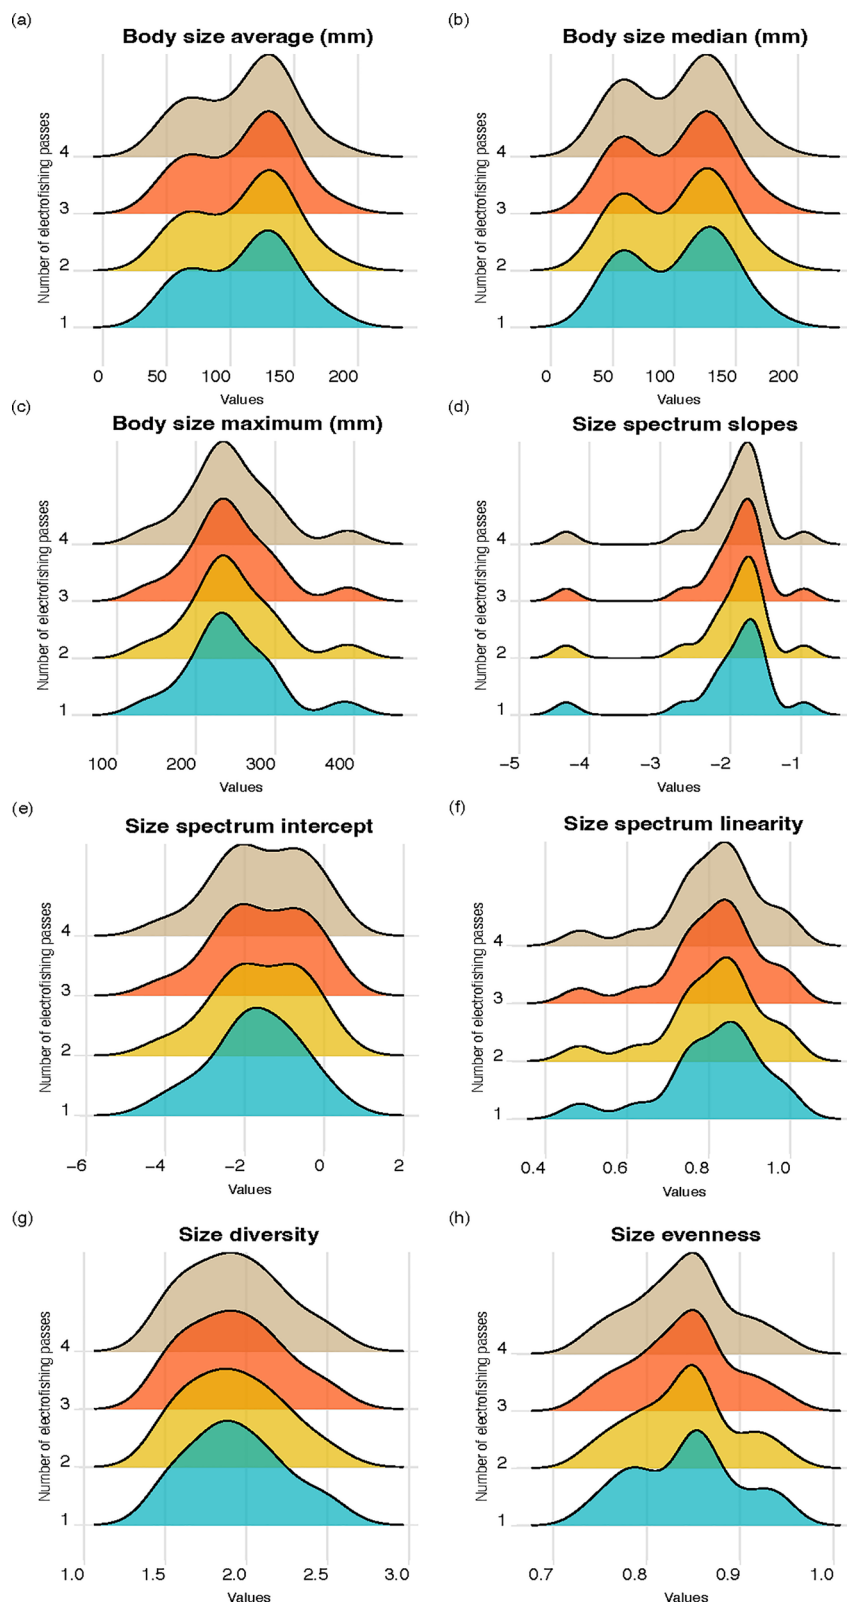 (a)
Body size average (mm)
Number of electrofishing passes
4
3
2
1
0 50 100 150 200
Values
(b)
Body size median (mm)
Number of electrofishing passes
4
3
2
1
0 50 100 150 200
Values
(c)
Body size maximum (mm)
Number of electrofishing passes
4
3
2
1
100 200 300 400
Values
(d)
Size spectrum slopes
Number of electrofishing passes
4
3
2
1
−5 −4 −3 −2 −1
Values
(e)
Size spectrum intercept
Number of electrofishing passes
4
3
2
1
−6 −4 −2 0 2
Values
(f)
Size spectrum linearity
Number of electrofishing passes
4
3
2
1
0.4 0.6 0.8 1.0
Values
(g)
Size diversity
Number of electrofishing passes
4
3
2
1
1.0 1.5 2.0 2.5 3.0
Values
(h)
Size evenness
Number of electrofishing passes
4
3
2
1
0.7 0.8 0.9 1.0
Values